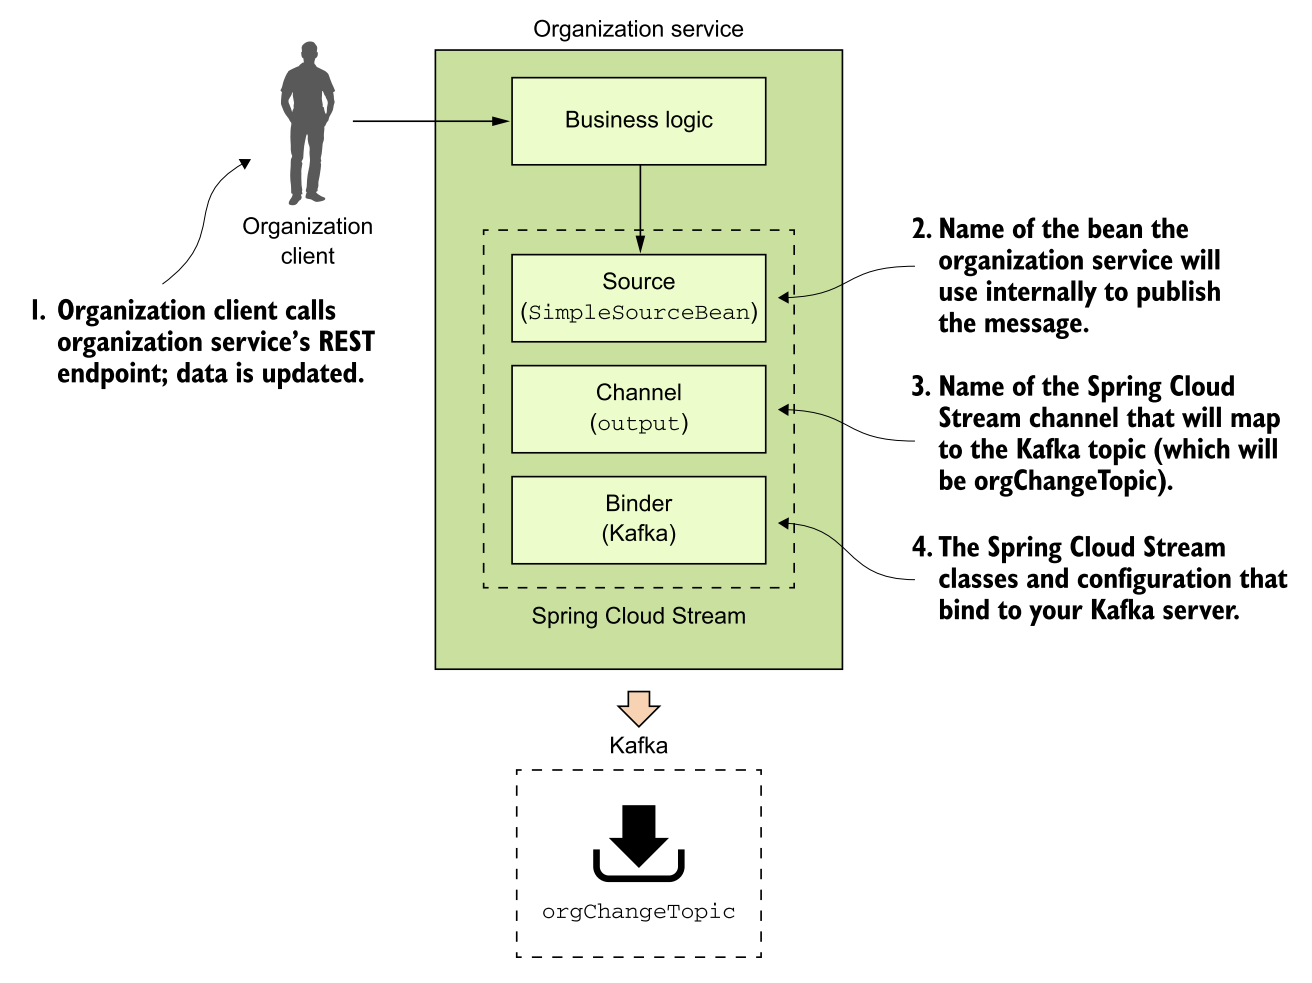 Organization service
Business logic
Organization
client
1. Organization client calls
organization service’s REST
endpoint; data is updated.
Source
(SimpleSourceBean)
Channel
(output)
Binder
(Kafka)
Spring Cloud Stream
2. Name of the bean the
organization service will
use internally to publish
the message.
3. Name of the Spring Cloud
Stream channel that will map
to the Kafka topic (which will
be orgChangeTopic).
4. The Spring Cloud Stream
classes and configuration that
bind to your Kafka server.
Kafka
orgChangeTopic